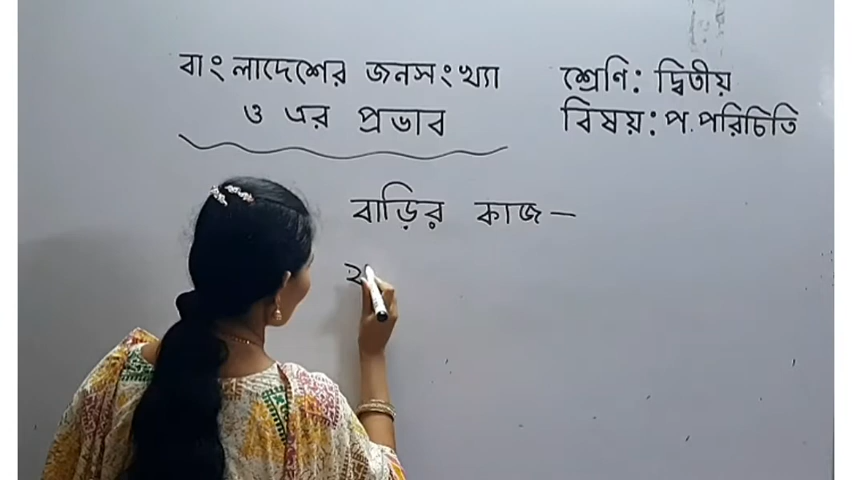 বাংলাদেশের জনসংখ্যা
ও এর প্রভাব
শ্রেণি: দ্বিতীয়
বিষয়: প. পরিচিতি
বাড়ির কাজ—